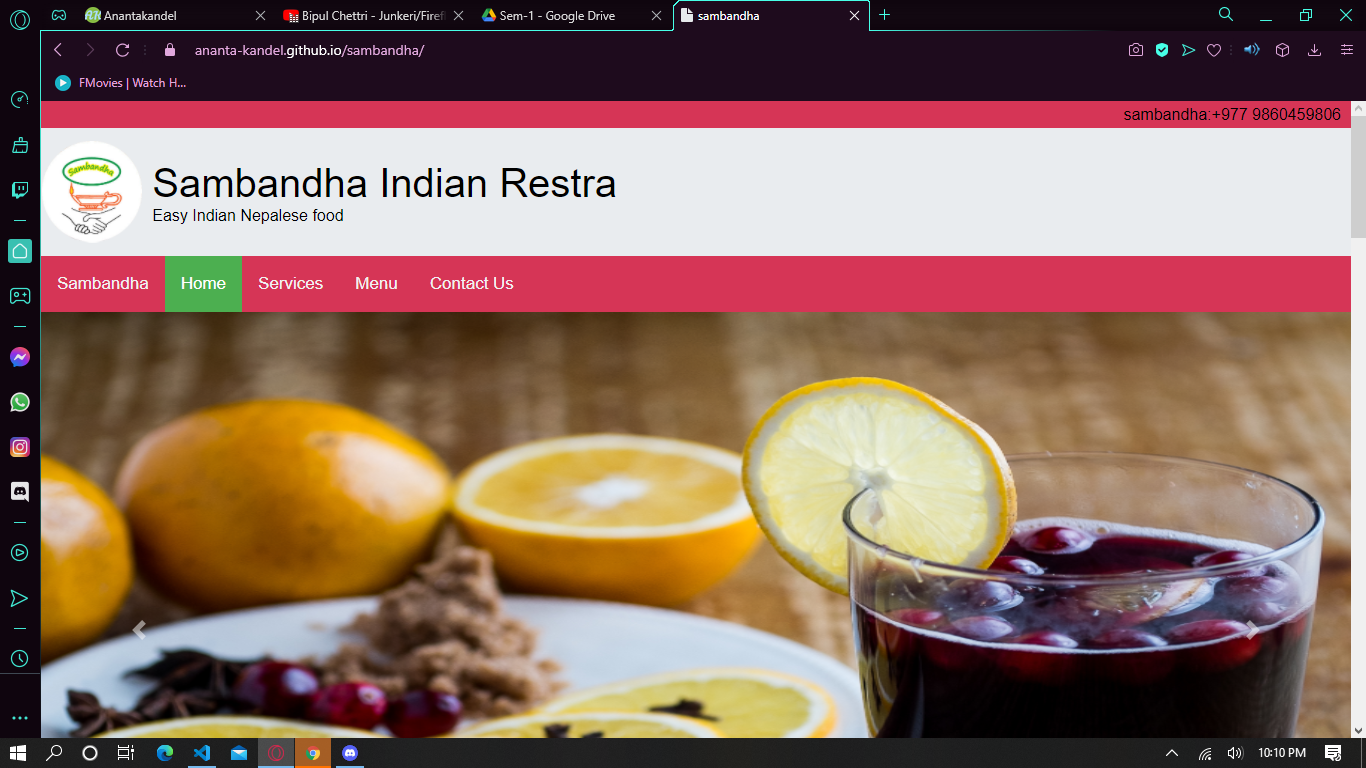 Anantakandel
Bipul Chettri - Junkeri/Firef
Sem-1 - Google Drive
sambandha
ananta-kandel.github.io/sambandha/
FMovies | Watch H...
sambandha:+977 9860459806
Sambandha
Sambandha Indian Restra
Easy Indian Nepalese food
Sambandha
Home
Services
Menu
Contact Us
10:10 PM